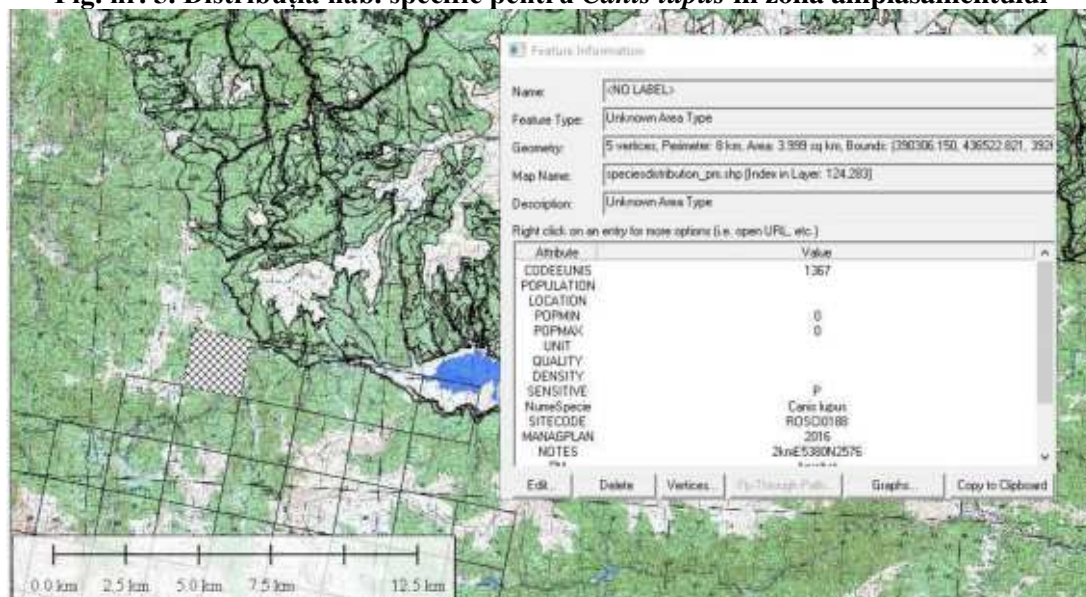 Fig. nr. 3. Distribuția hab. specific pentru Canis lupus în zona amplasamentului
Feature Information
Name: <NO LABEL>
Feature Type: Unknown Area Type
Geometry: 5 vertices, Perimeter: 8 km, Area: 3.999 sq km, Bounds: (390306.150, 436522.821, 392
Map Name: speciesdistribution_pm.shp [Index in Layer: 124,283]
Description: Unknown Area Type
Right click on an entry for more options (i.e. open URL, etc.)
Attribute Value
CODEEUNIS 1367
POPULATION
LOCATION
POPMIN 0
POPMAX 0
UNIT
QUALITY
DENSITY
SENSITIVE P
NumeSpecie Canis lupus
SITECODE ROSCI0188
MANAGPLAN 2016
NOTES 2kmE5380N2576
Edit... Delete Vertices... Fly-Through Path... Graphs... Copy to Clipboard
0.0 km 2.5 km 5.0 km 7.5 km 12.5 km